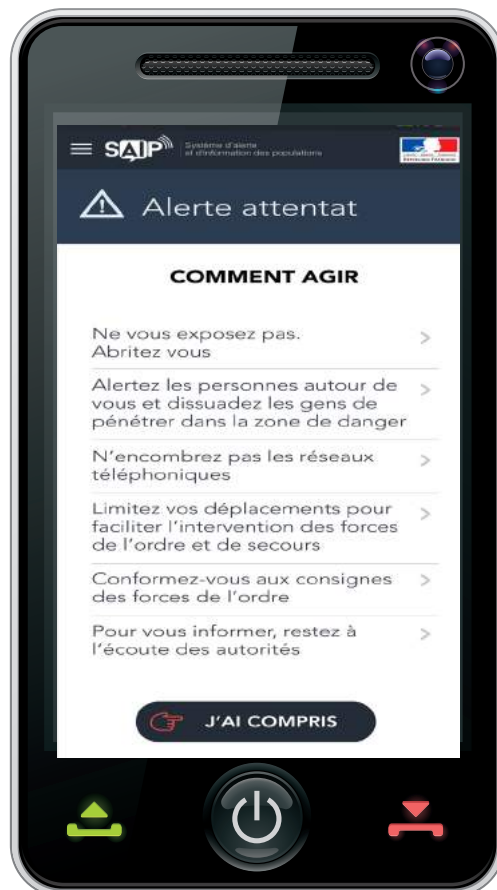 SAIP
Système d'alerte
et d'information des populations
Alerte attentat
COMMENT AGIR
Ne vous exposez pas.
Abritez vous
Alertez les personnes autour de
vous et dissuadez les gens de
pénétrer dans la zone de danger
N'encombrez pas les réseaux
téléphoniques
Limitez vos déplacements pour
faciliter l'intervention des forces
de l'ordre et de secours
Conformez-vous aux consignes
des forces de l'ordre
Pour vous informer, restez à
l'écoute des autorités
J'AI COMPRIS